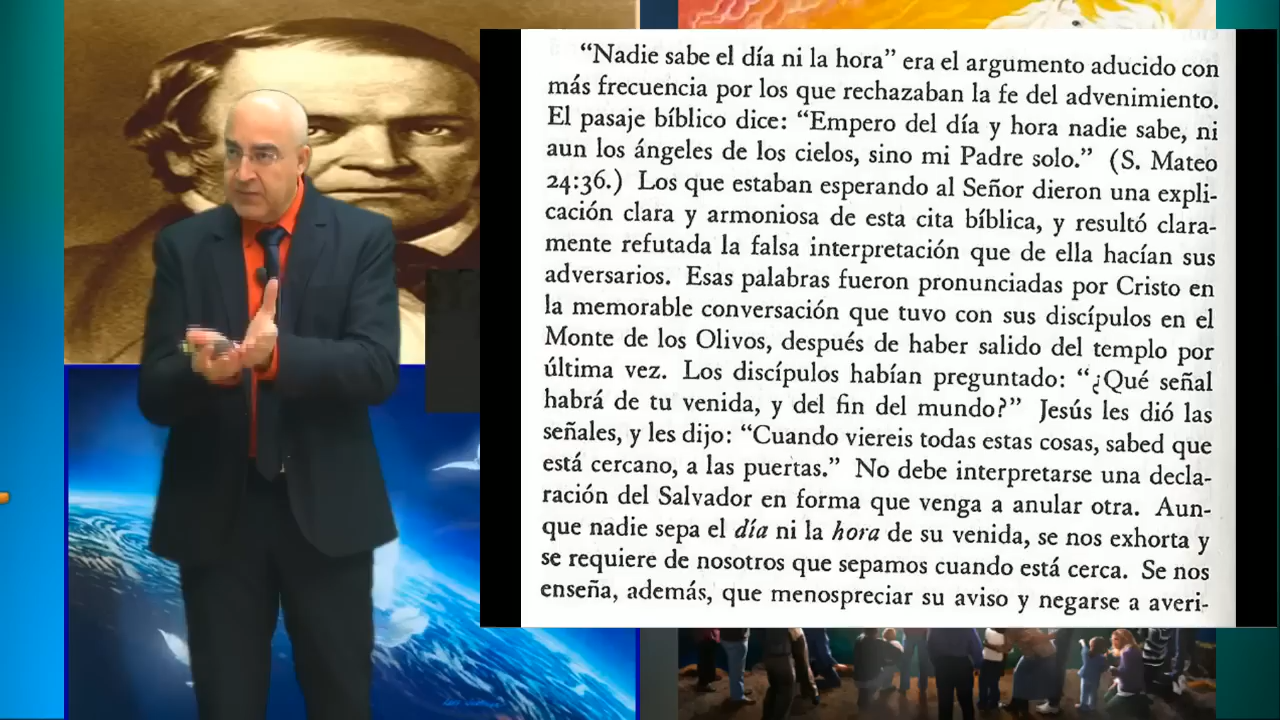 “Nadie sabe el día ni la hora” era el argumento aducido con
más frecuencia por los que rechazaban la fe del advenimiento.
El pasaje bíblico dice: “Empero del día y hora nadie sabe, ni
aun los ángeles de los cielos, sino mi Padre solo.” (S. Mateo
24:36.) Los que estaban esperando al Señor dieron una expli-
cación clara y armoniosa de esta cita bíblica, y resultó clara-
mente refutada la falsa interpretación que de ella hacían sus
adversarios. Esas palabras fueron pronunciadas por Cristo en
la memorable conversación que tuvo con sus discípulos en el
Monte de los Olivos, después de haber salido del templo por
última vez. Los discípulos habían preguntado: “¿Qué señal
habrá de tu venida, y del fin del mundo?” Jesús les dió las
señales, y les dijo: “Cuando viereis todas estas cosas, sabed que
está cercano, a las puertas.” No debe interpretarse una decla-
ración del Salvador en forma que venga a anular otra. Aun-
que nadie sepa el día ni la hora de su venida, se nos exhorta y
se requiere de nosotros que sepamos cuando está cerca. Se nos
enseña, además, que menospreciar su aviso y negarse a averi-